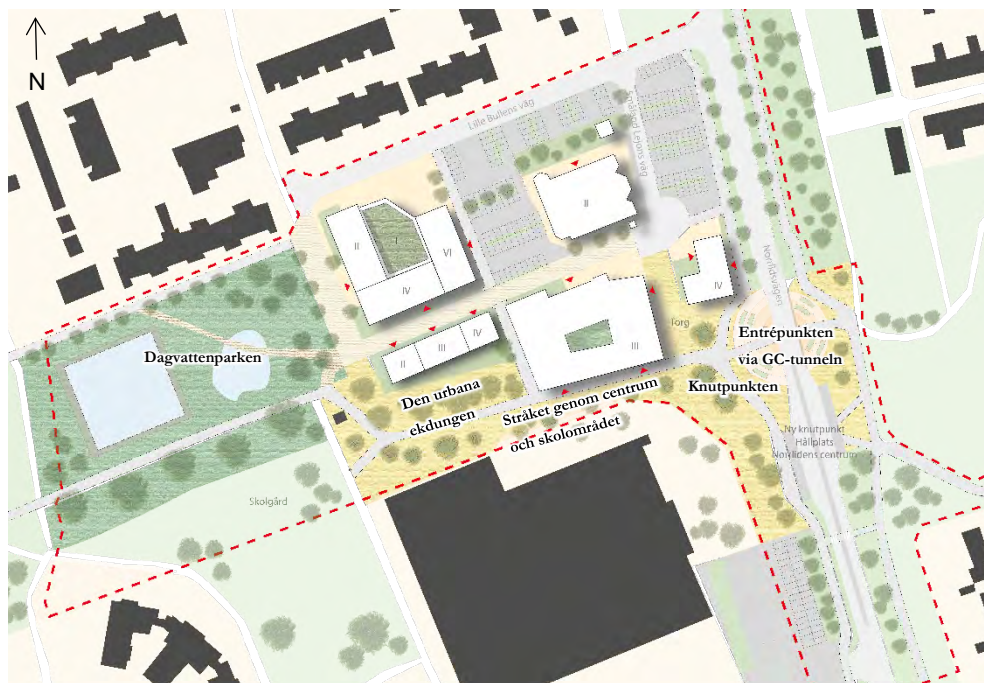 N
Lille Bullens väg
Norrlidsvägen
II
I
VI
IV
II
IV
IV
III
II
III
Torg
Dagvattenparken
Entrépunkten
via GC-tunneln
Den urbana
ekdungen
Stråket genom centrum
och skolområdet
Knutpunkten
Ny knutpunkt
Hållplats
Norrlidens centrum
Skolgård